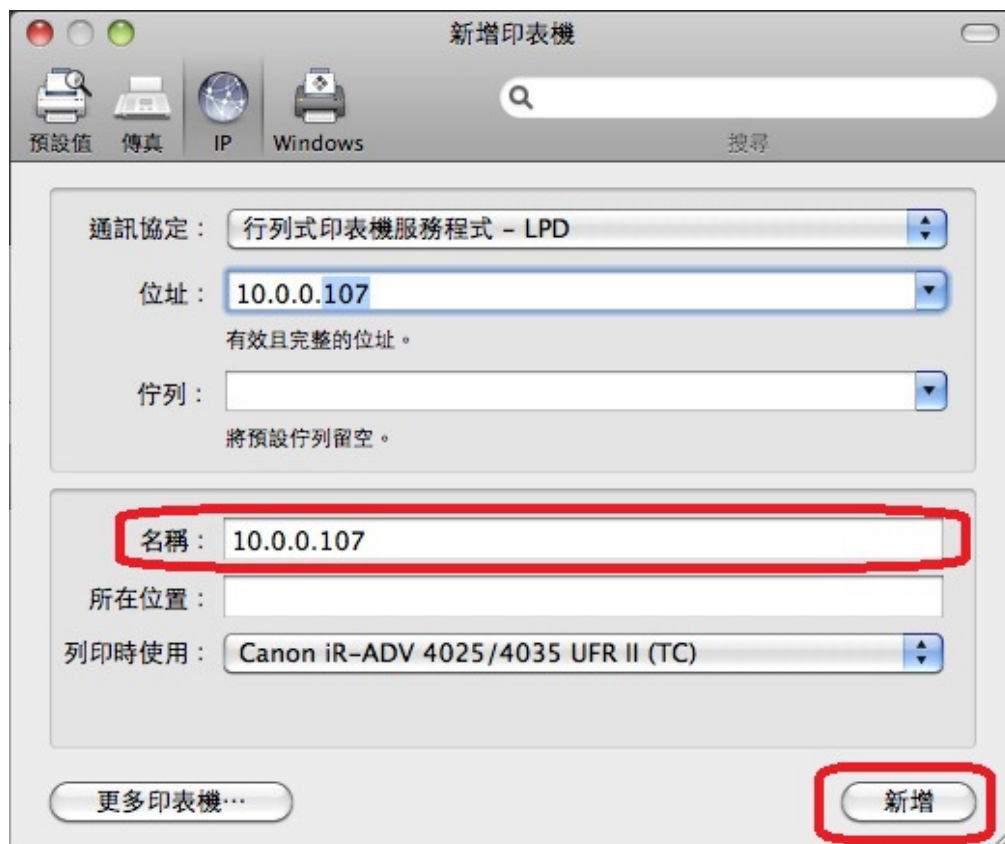 新增印表機
預設值 傳真 IP Windows
搜尋
通訊協定： 行列式印表機服務程式 – LPD
位址： 10.0.0.107
有效且完整的位址。
佇列：
將預設佇列留空。
名稱： 10.0.0.107
所在位置：
列印時使用： Canon iR-ADV 4025/4035 UFR II (TC)
更多印表機… 新增